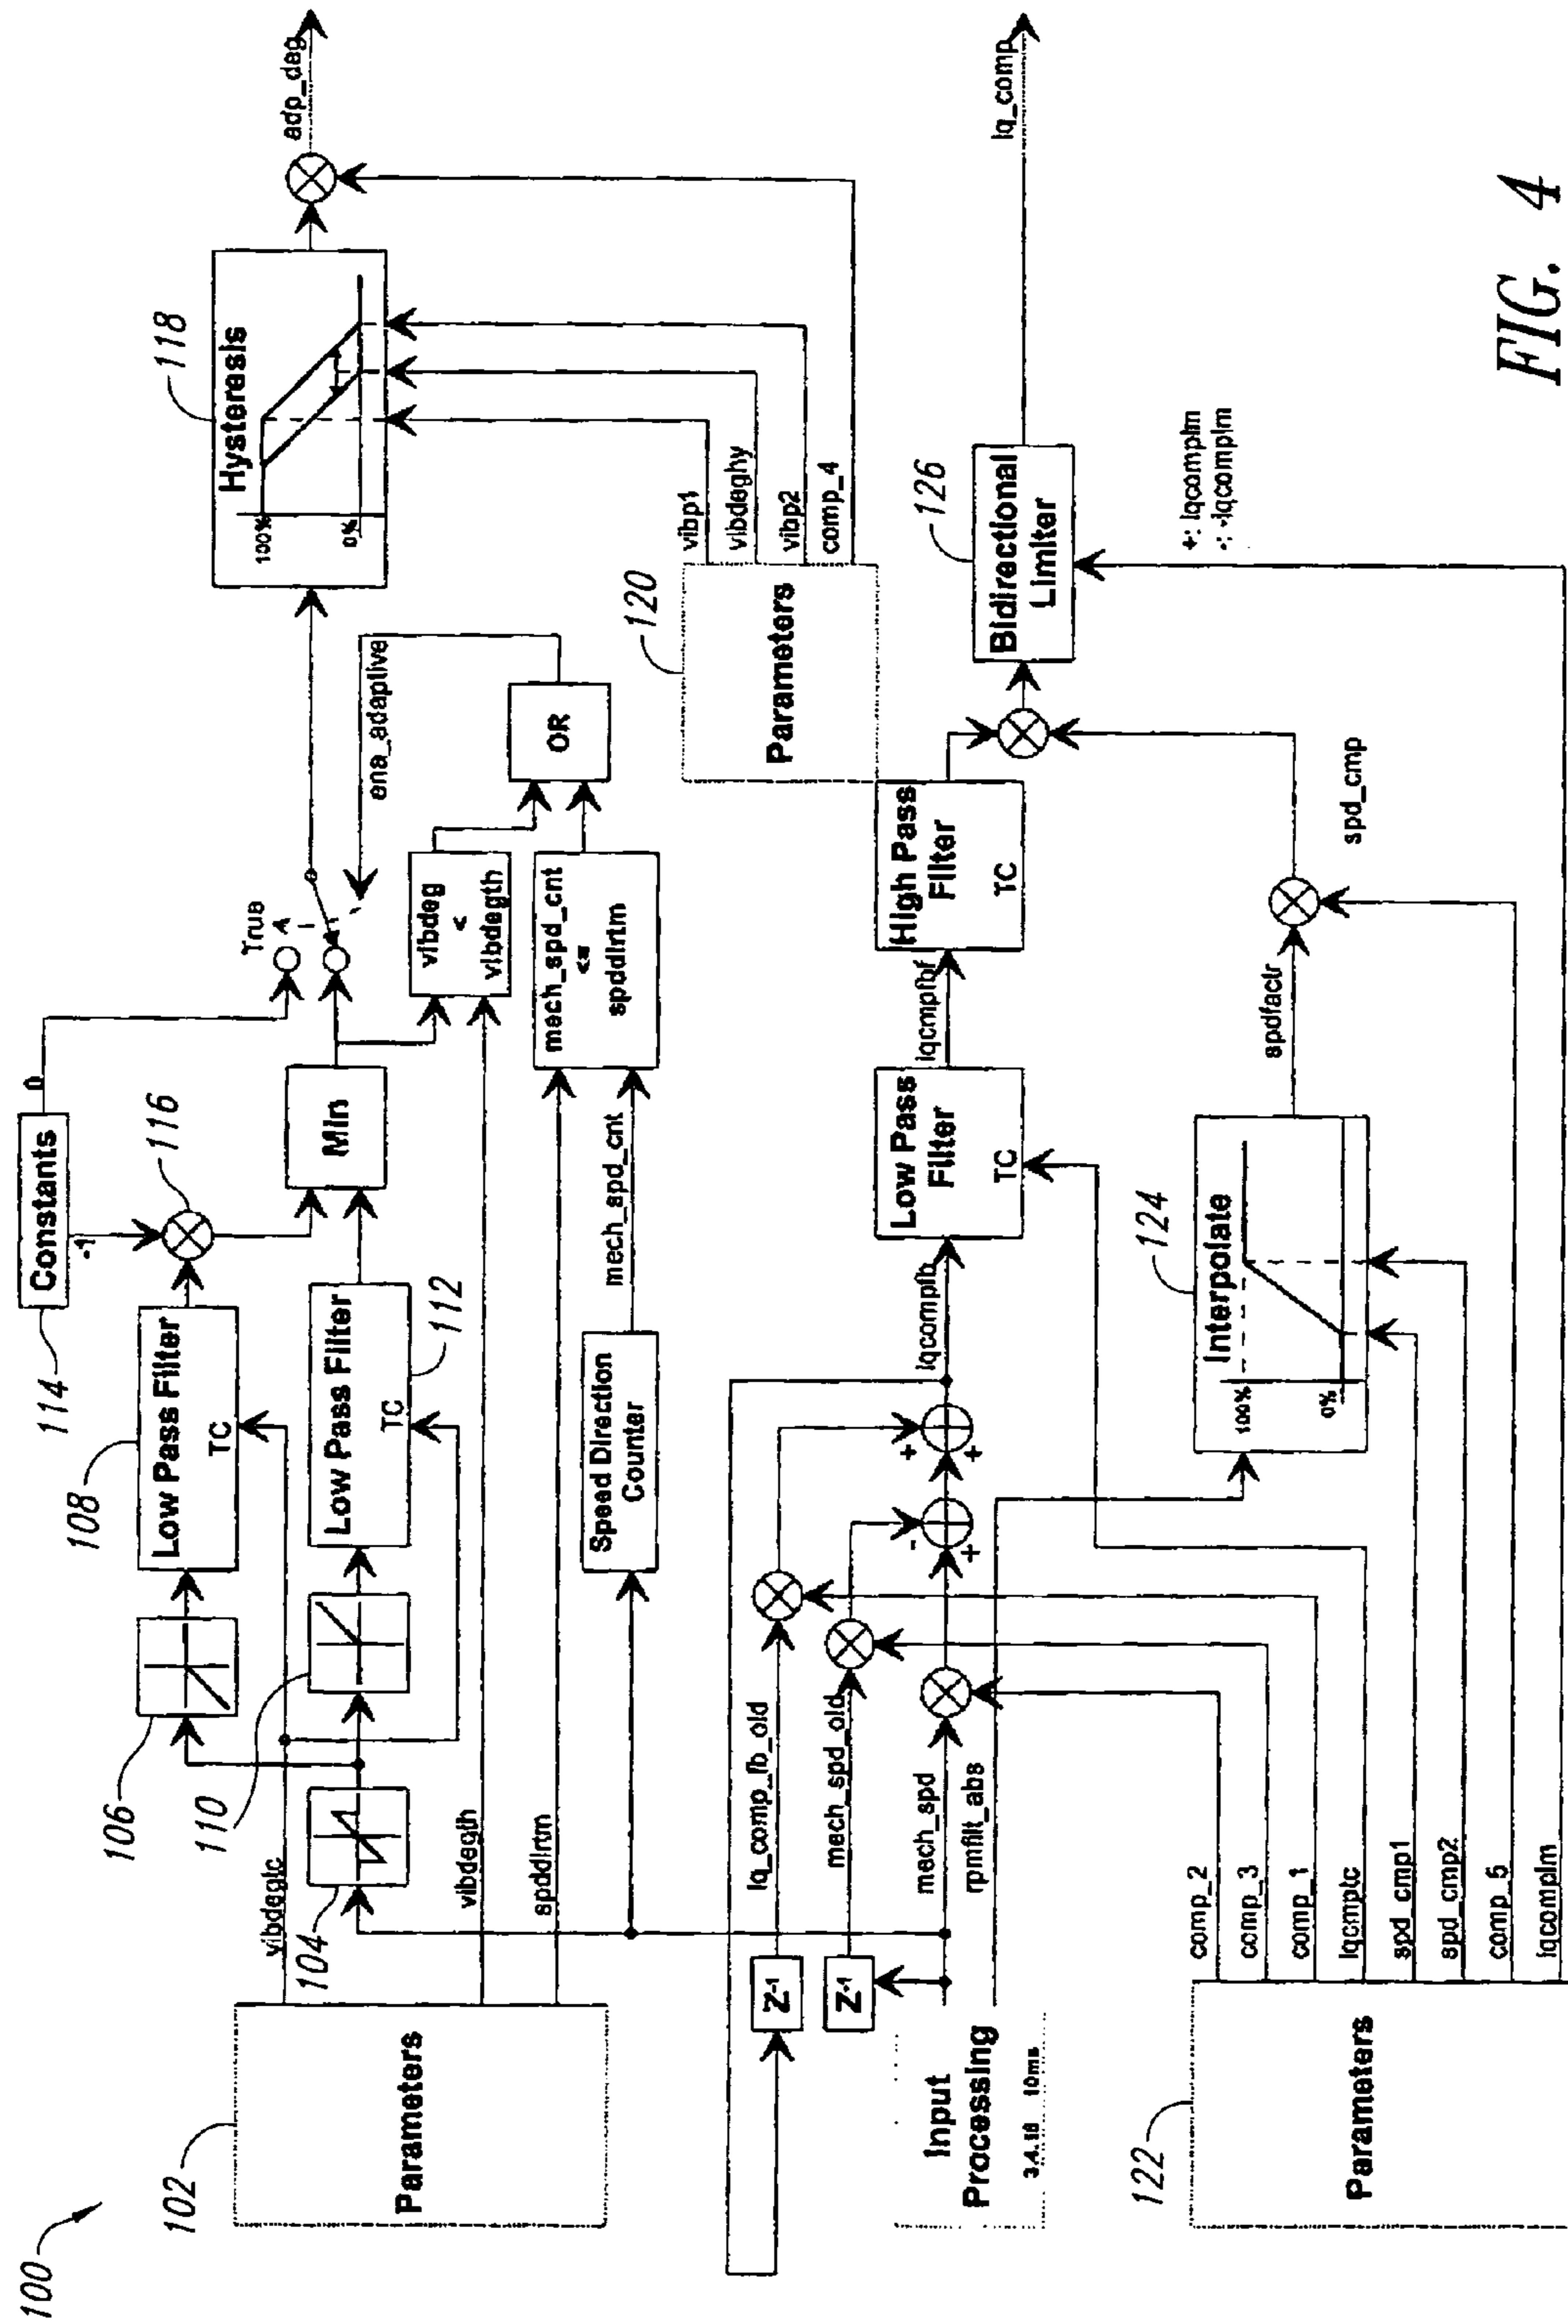 100
102
Parameters
vibdegtc
vibdegth
spddirtm
104
106
108
110
112
114
116
Low Pass Filter
TC
Low Pass Filter
TC
Constants
-1
0
Min
True
Speed Direction
Counter
mech_spd_cnt
vibdeg
<
vibdegth
mech_spd_cnt
<=
spddirtm
OR
ena_adaptive
118
Hysteresis
100%
0%
adp_deg
120
Parameters
vibp1
vibdeghy
vibp2
comp_4
Z-1
Z-1
Iq_comp_fb_old
mech_spd_old
mech_spd
rpmfilt_abs
Input
Processing
3.4.18 10ms
-
+
+
+
iqcompfb
Low Pass
Filter
TC
iqcmpfbf
High Pass
Filter
TC
126
Bidirectional
Limiter
Iq_comp
+: iqcomplm
-: -iqcomplm
124
Interpolate
100%
0%
spdfactr
spd_cmp
122
Parameters
comp_2
comp_3
comp_1
iqcmptc
spd_cmp1
spd_cmp2
comp_5
iqcomplm
FIG. 4